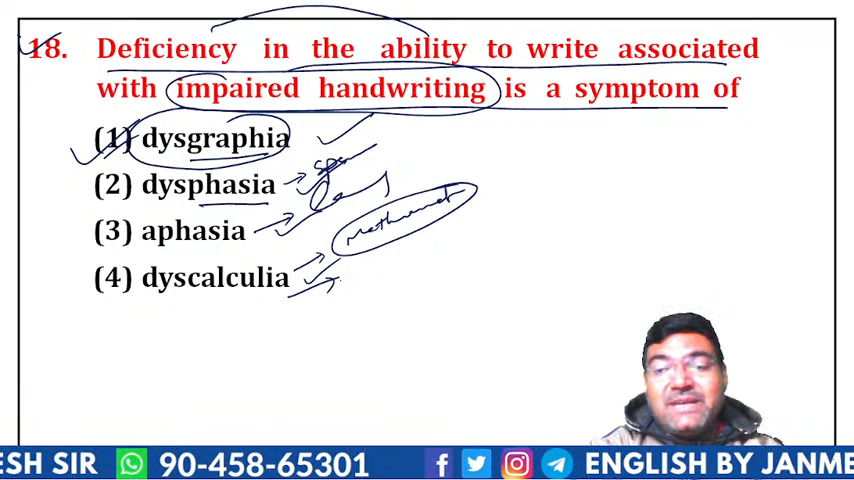 18. Deficiency in the ability to write associated
with impaired handwriting is a symptom of
(1) dysgraphia
(2) dysphasia
(3) aphasia
(4) dyscalculia
ESH SIR 90-458-65301 ENGLISH BY JANME